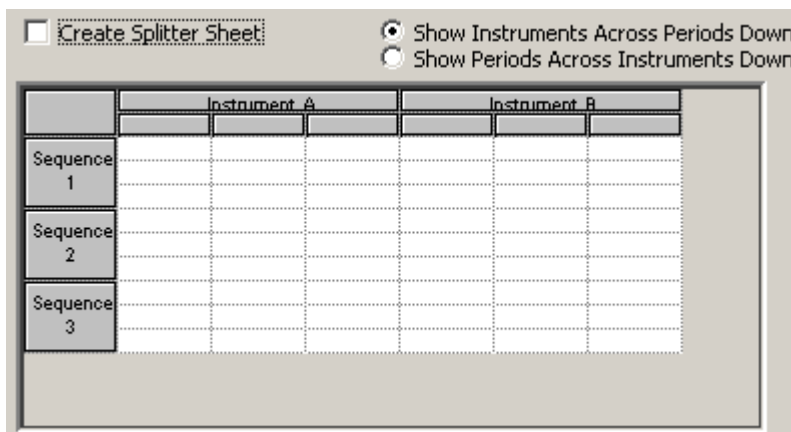 Create Splitter Sheet
Show Instruments Across Periods Down
Show Periods Across Instruments Down
Instrument A
Instrument B
Sequence
1
Sequence
2
Sequence
3